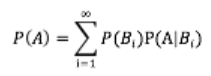 P(A) = ∑_{i=1}^{∞} P(B_i)P(A|B_i)